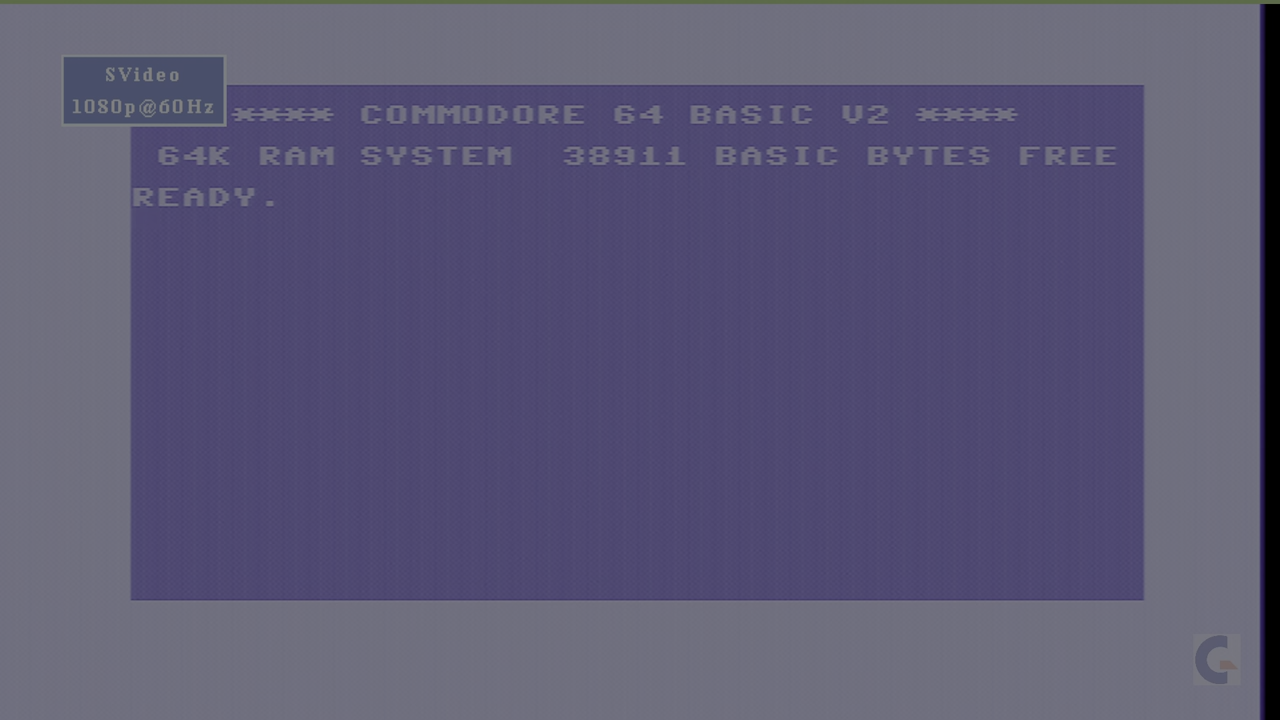 SVideo
1080p@60Hz
**** COMMODORE 64 BASIC V2 ****
64K RAM SYSTEM  38911 BASIC BYTES FREE
READY.